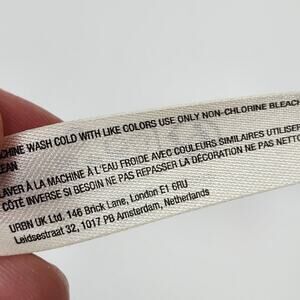 CHINE WASH COLD WITH LIKE COLORS USE ONLY NON-CHLORINE BLEACH
EAN
LAVER À LA MACHINE À L'EAU FROIDE AVEC COULEURS SIMILAIRES UTILISER
CÔTÉ INVERSE SI BESOIN NE PAS REPASSER LA DÉCORATION NE PAS NETTO
URBN UK Ltd. 146 Brick Lane, London E1 6RU
Leidsestraat 32, 1017 PB Amsterdam, Netherlands